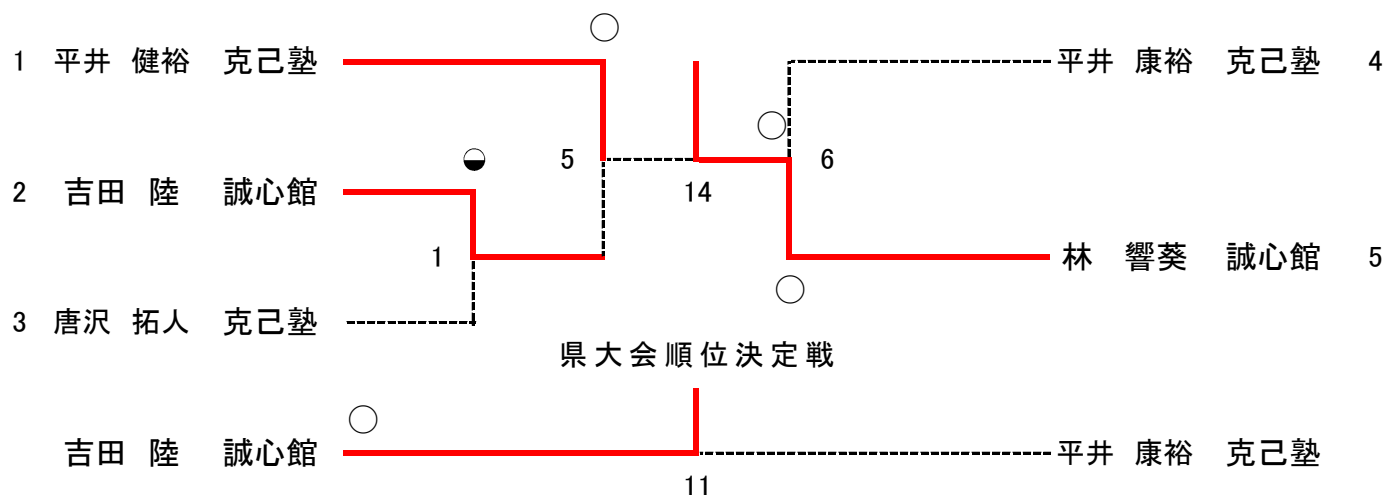 1 平井 健裕 克己塾
平井 康裕 克己塾 4
5
6
2 吉田 陸 誠心館
14
1
林 響葵 誠心館 5
3 唐沢 拓人 克己塾
県大会順位決定戦
吉田 陸 誠心館
平井 康裕 克己塾
11